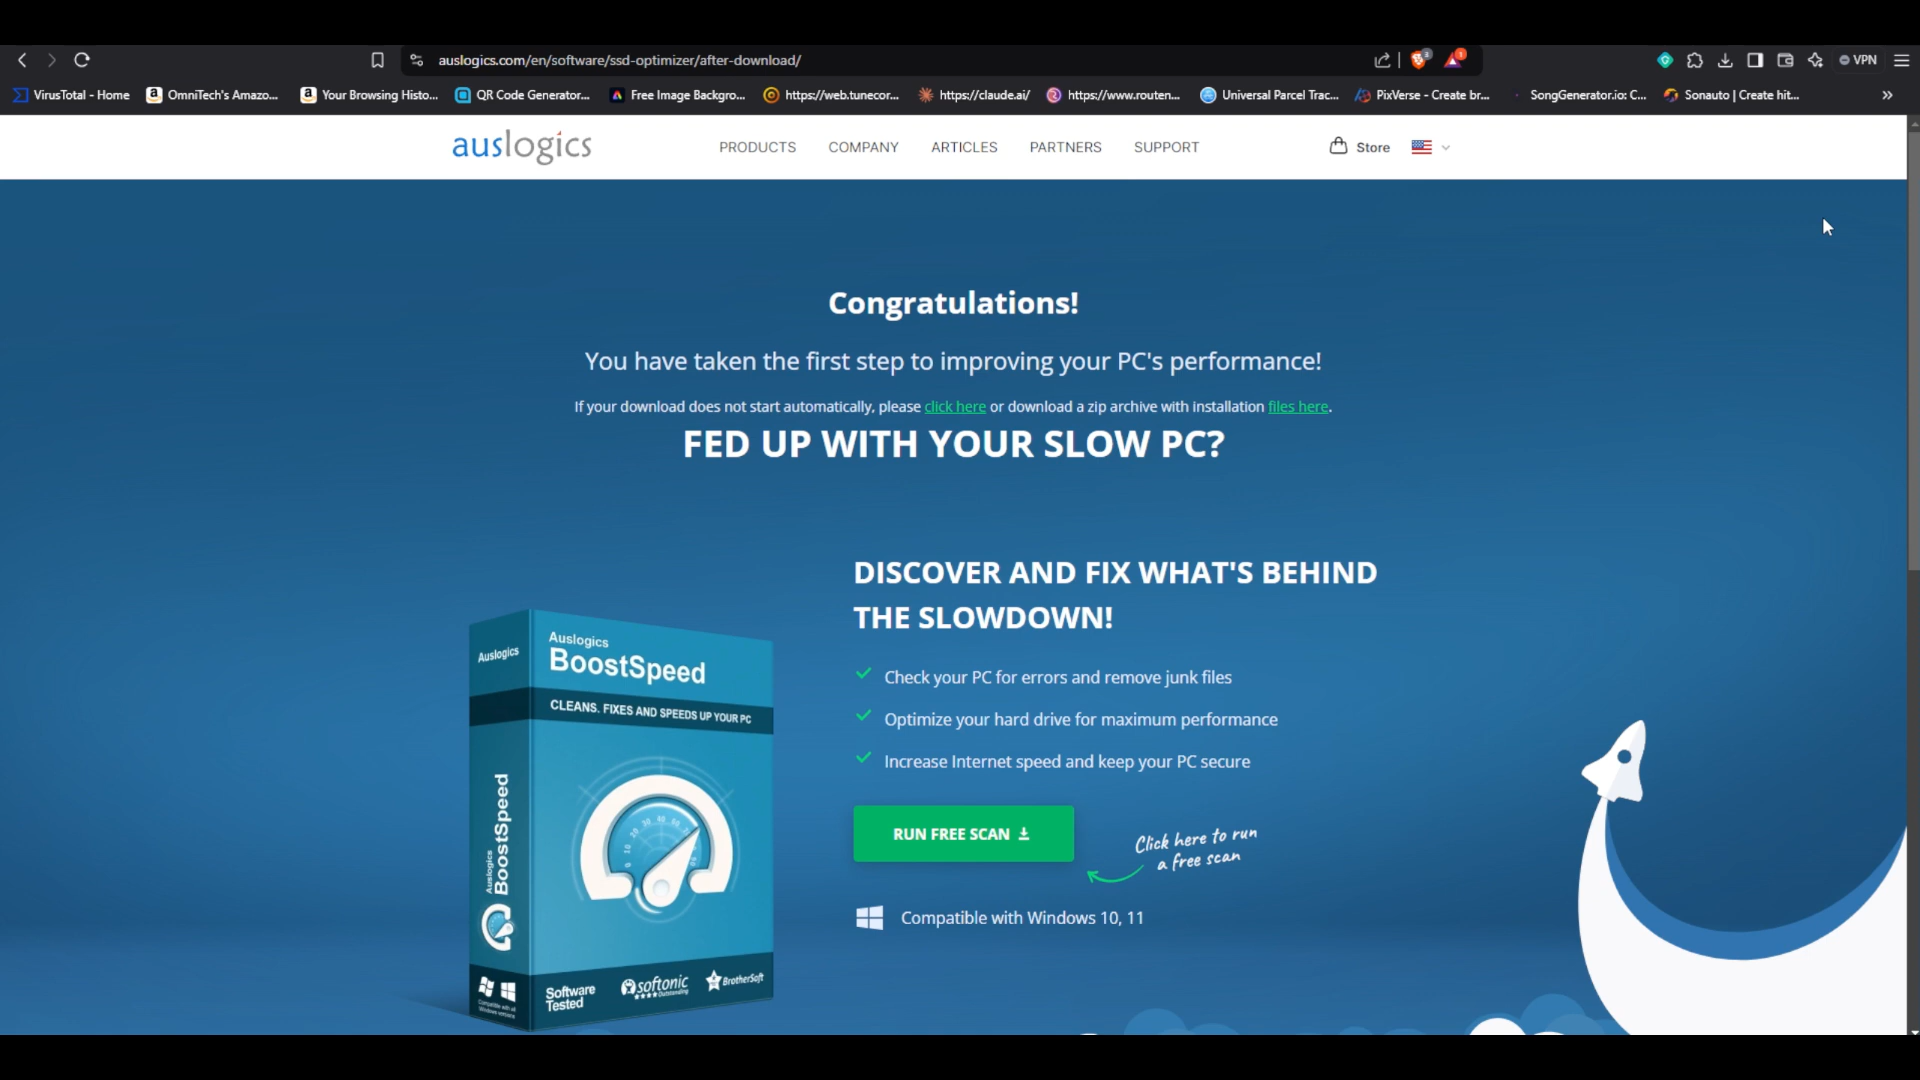 auslogics.com/en/software/ssd-optimizer/after-download/
3
1
VPN
VirusTotal - Home
OmniTech's Amazo...
Your Browsing Histo...
QR Code Generator...
Free Image Backgro...
https://web.tunecor...
https://claude.ai/
https://www.routen...
Universal Parcel Trac...
PixVerse - Create br...
SongGenerator.io: C...
Sonauto | Create hit...
auslogics
PRODUCTS
COMPANY
ARTICLES
PARTNERS
SUPPORT
Store
Congratulations!
You have taken the first step to improving your PC's performance!
If your download does not start automatically, please click here or download a zip archive with installation files here.
FED UP WITH YOUR SLOW PC?
DISCOVER AND FIX WHAT'S BEHIND
THE SLOWDOWN!
Check your PC for errors and remove junk files
Optimize your hard drive for maximum performance
Increase Internet speed and keep your PC secure
RUN FREE SCAN
Click here to run
a free scan
Compatible with Windows 10, 11
Auslogics
Auslogics
BoostSpeed
CLEANS. FIXES AND SPEEDS UP YOUR PC
Auslogics
BoostSpeed
Software
Tested
softonic
BrotherSoft